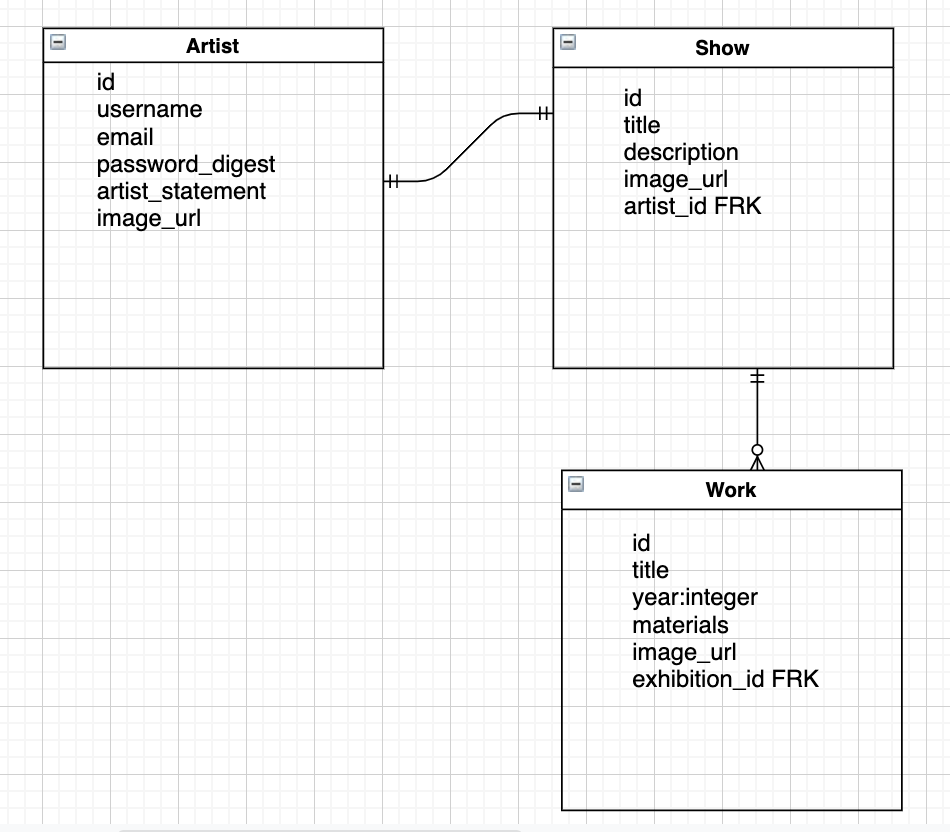 Artist
id
username
email
password_digest
artist_statement
image_url
Show
id
title
description
image_url
artist_id FRK
Work
id
title
year:integer
materials
image_url
exhibition_id FRK